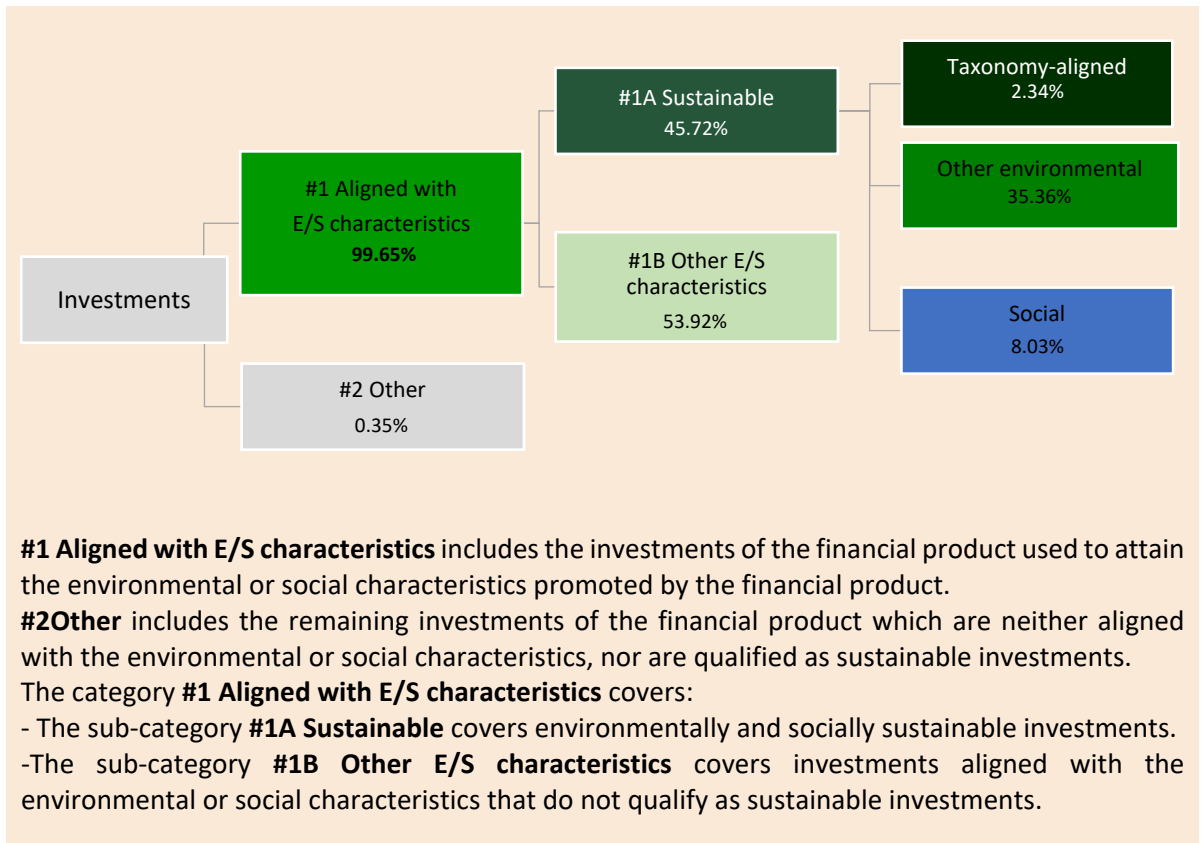 Investments
#1 Aligned with
E/S characteristics
99.65%
#2 Other
0.35%
#1A Sustainable
45.72%
#1B Other E/S
characteristics
53.92%
Taxonomy-aligned
2.34%
Other environmental
35.36%
Social
8.03%
#1 Aligned with E/S characteristics includes the investments of the financial product used to attain
the environmental or social characteristics promoted by the financial product.
#2Other includes the remaining investments of the financial product which are neither aligned
with the environmental or social characteristics, nor are qualified as sustainable investments.
The category #1 Aligned with E/S characteristics covers:
- The sub-category #1A Sustainable covers environmentally and socially sustainable investments.
-The sub-category #1B Other E/S characteristics covers investments aligned with the
environmental or social characteristics that do not qualify as sustainable investments.